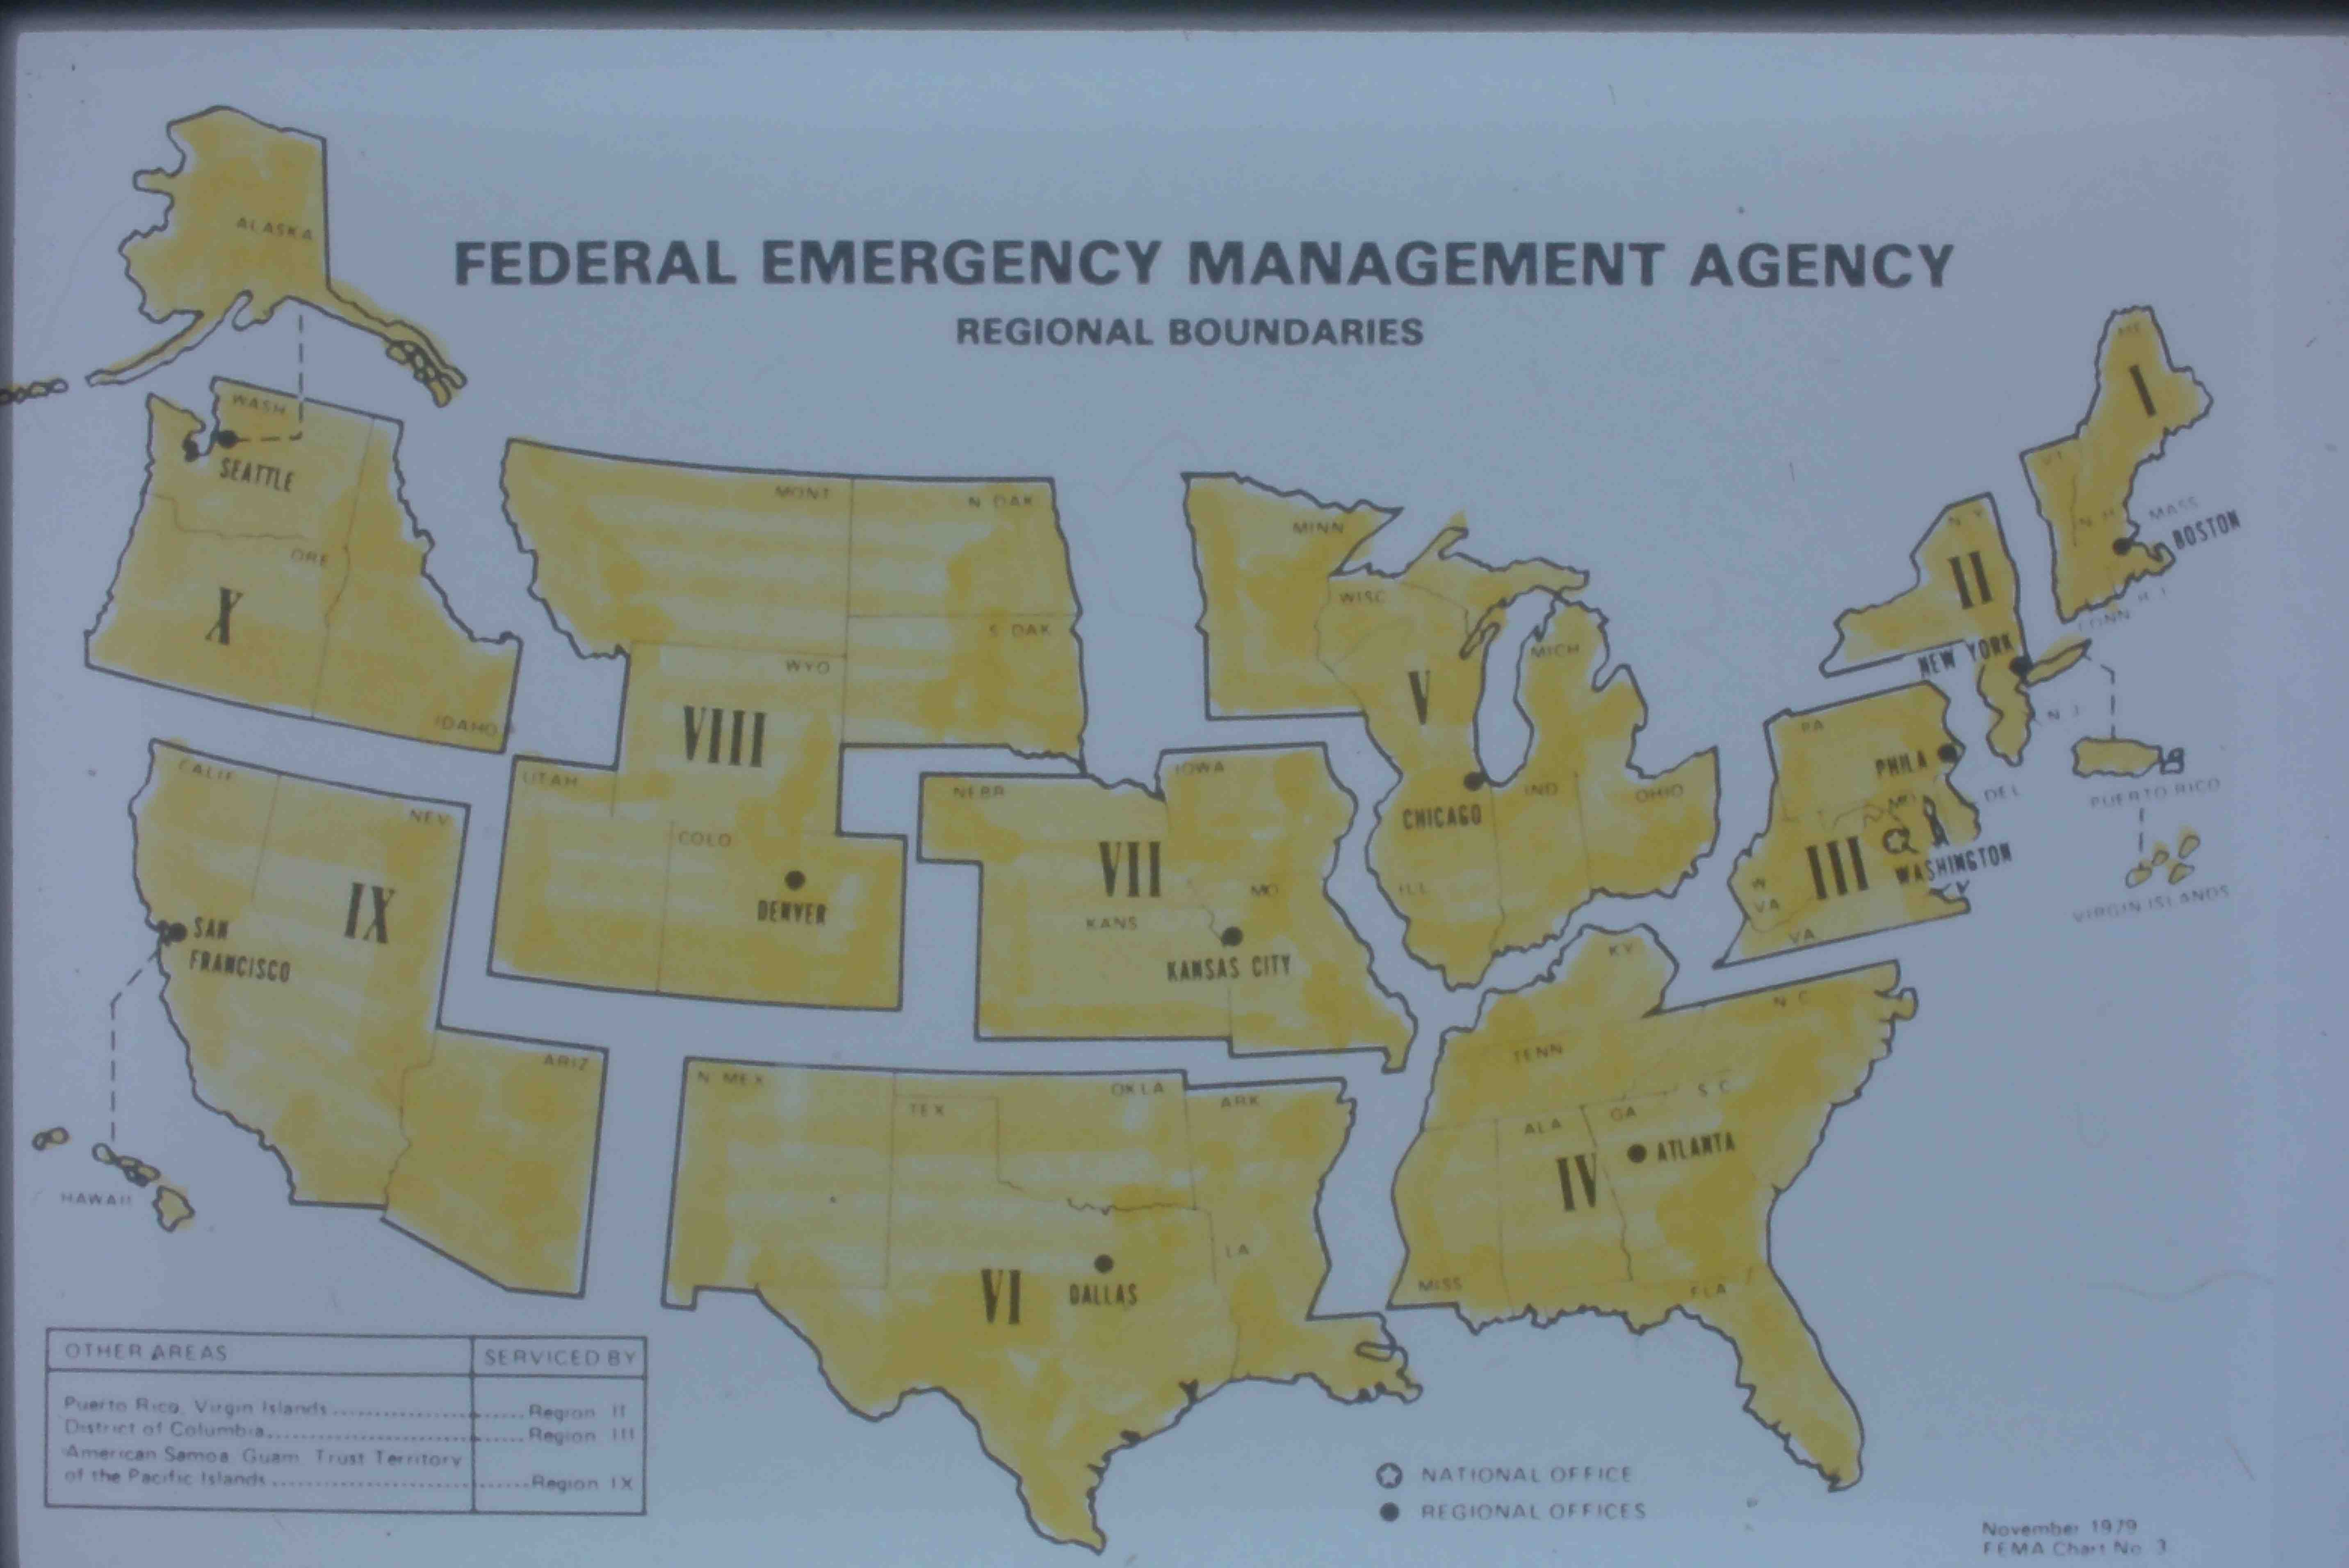 ALASKA
FEDERAL EMERGENCY MANAGEMENT AGENCY
REGIONAL BOUNDARIES
ME
I
WASH
SEATTLE
VT
N H
MASS
BOSTON
R I
CONN
MONT
N DAK
MINN
N Y
II
ORE
WISC
X
S DAK
MICH
NEW YORK
WYO
V
N J
IDAHO
VIII
PA
CALIF
UTAH
IOWA
PHILA
NEV
NEBR
IND
OHIO
MD
DEL
PUERTO RICO
CHICAGO
COLO
VII
III
WASHINGTON
DENVER
MO
ILL
W
VA
IX
KANS
VIRGIN ISLANDS
SAN
FRANCISCO
KANSAS CITY
VA
KY
N C
ARIZ
TENN
N MEX
OKLA
TEX
ARK
S C
GA
ALA
ATLANTA
HAWAII
IV
LA
MISS
FLA
VI
DALLAS
OTHER AREAS SERVICED BY
Puerto Rico, Virgin Islands Region II
District of Columbia Region III
American Samoa, Guam, Trust Territory
of the Pacific Islands Region IX
NATIONAL OFFICE
REGIONAL OFFICES
November 1979
FEMA Chart No. 3